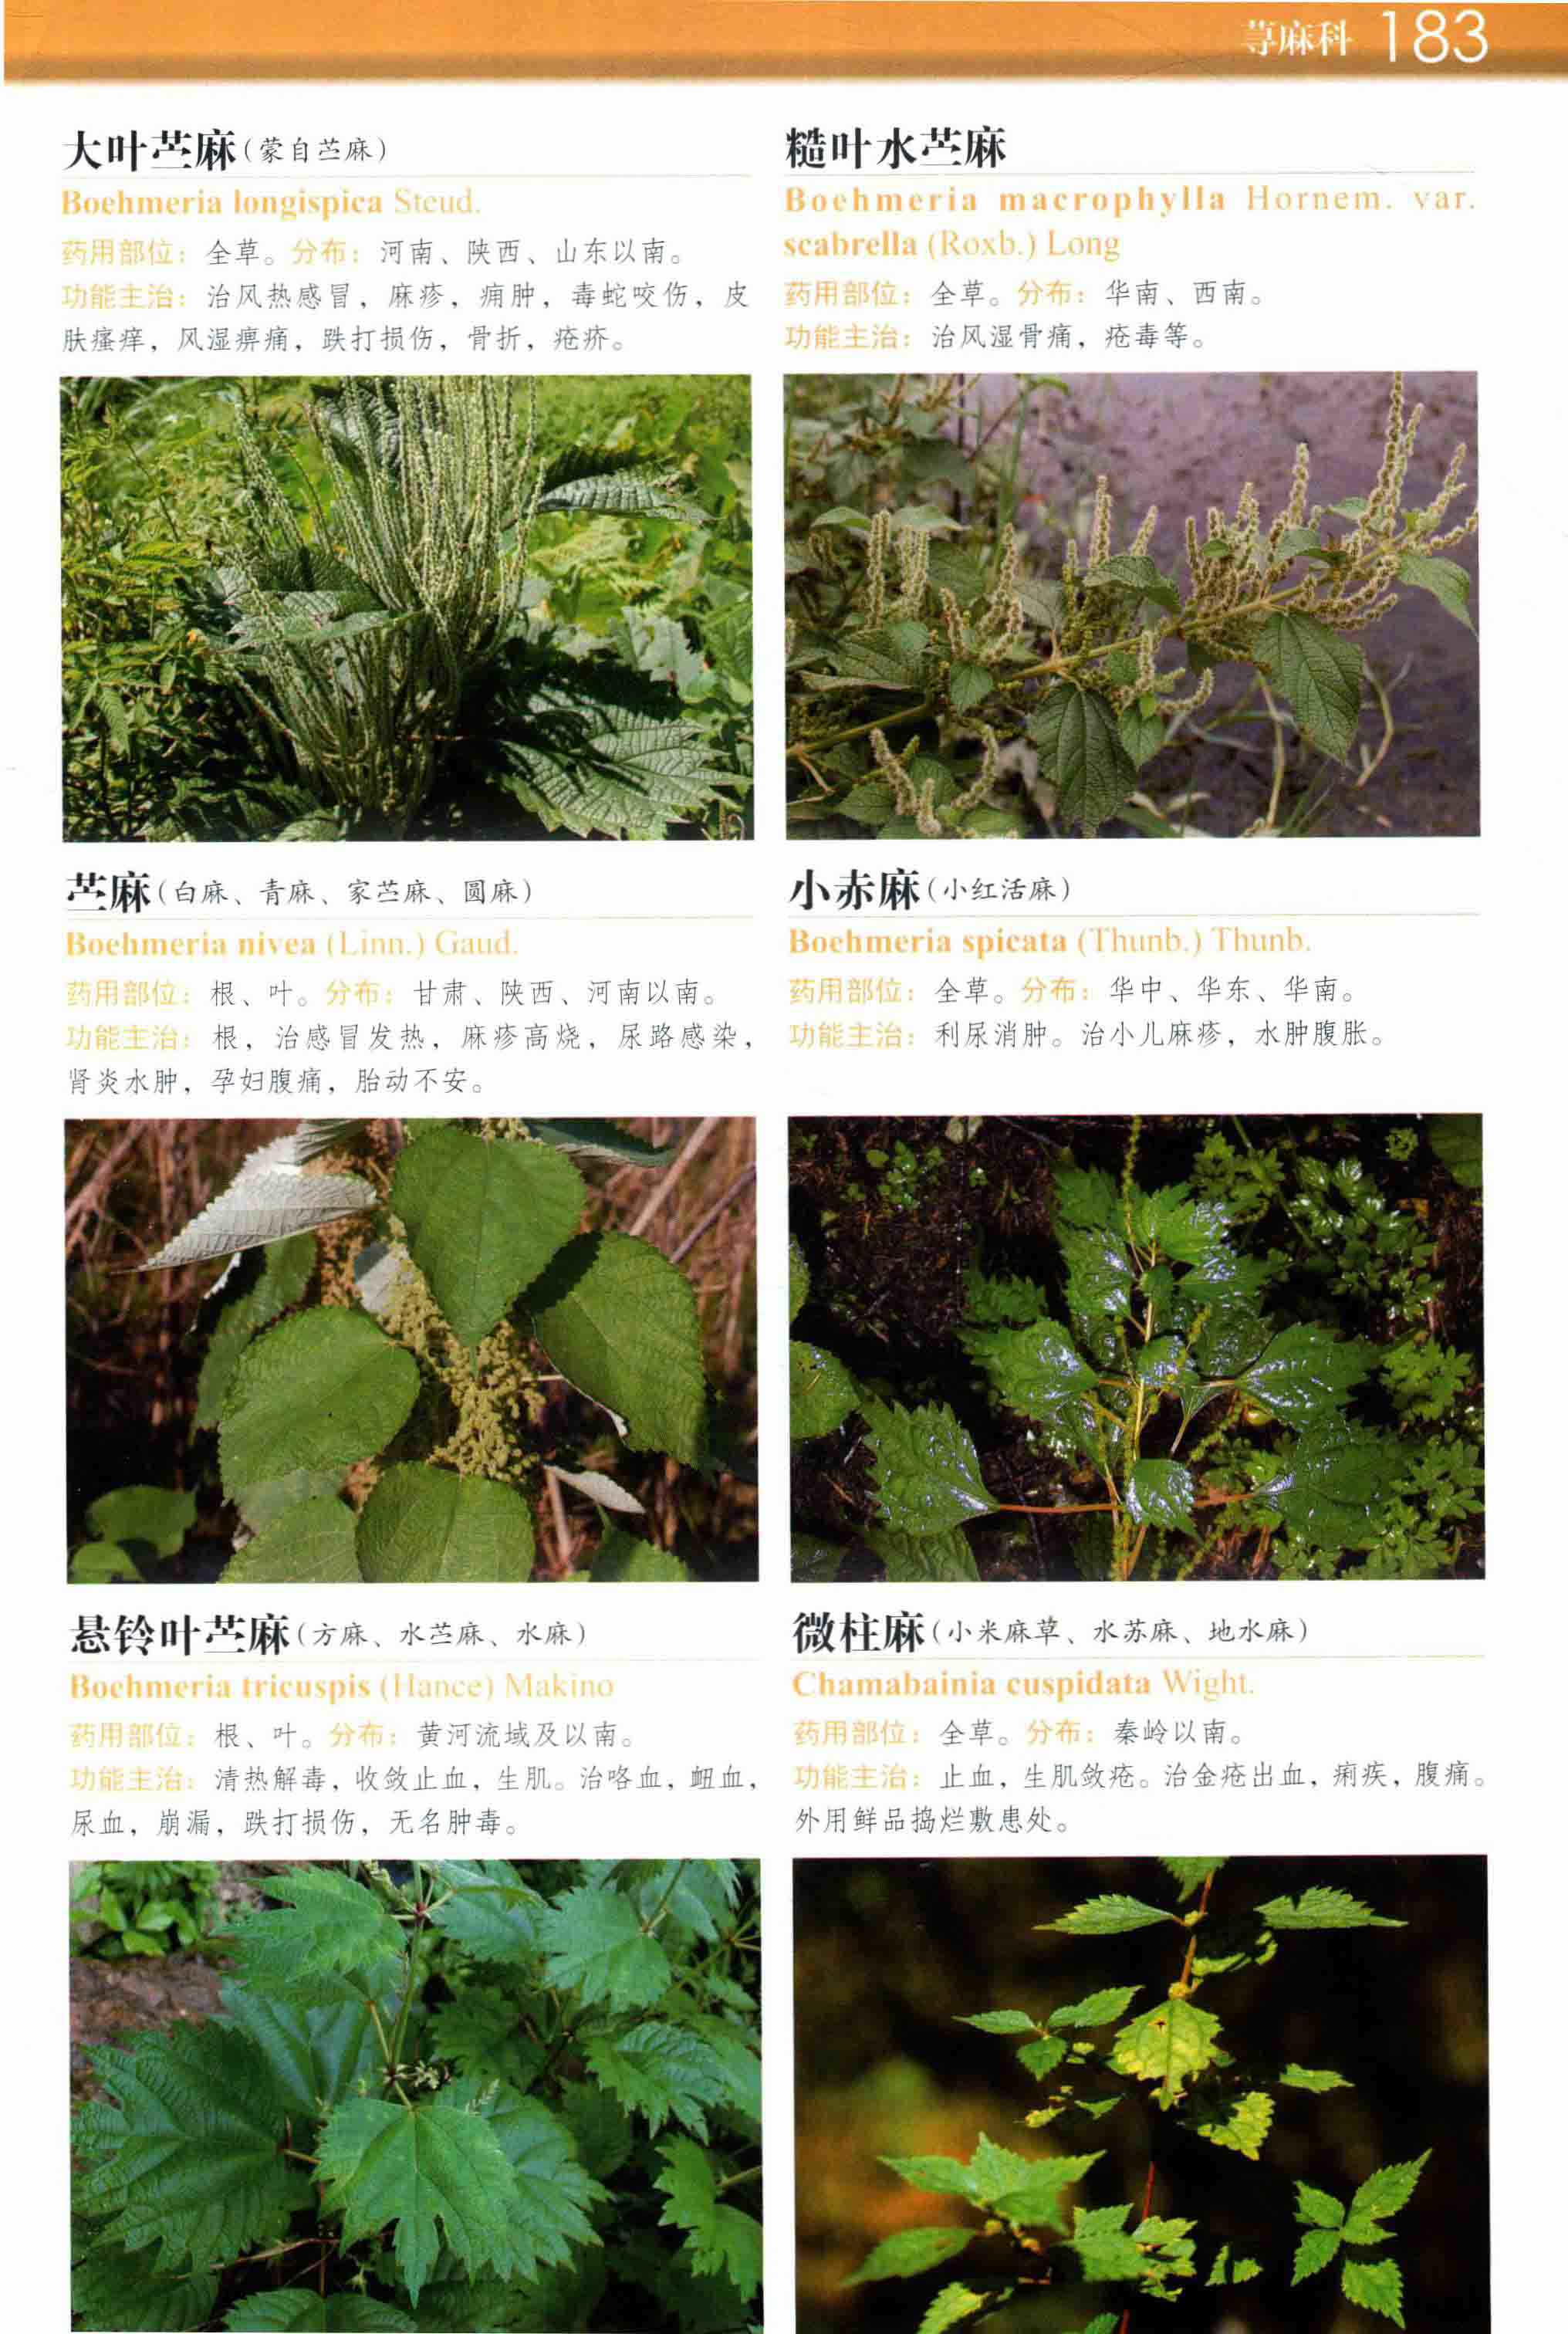 荨麻科 183
大叶苎麻(蒙自苎麻)
Boehmeria longispica Steud.
药用部位：全草。分布：河南、陕西、山东以南。
功能主治：治风热感冒，麻疹，痈肿，毒蛇咬伤，皮
肤瘙痒，风湿痹痛，跌打损伤，骨折，疮疥。
糙叶水苎麻
Boehmeria macrophylla Hornem. var.
scabrella (Roxb.) Long
药用部位：全草。分布：华南、西南。
功能主治：治风湿骨痛，疮毒等。
苎麻(白麻、青麻、家苎麻、圆麻)
Boehmeria nivea (Linn.) Gaud.
药用部位：根、叶。分布：甘肃、陕西、河南以南。
功能主治：根，治感冒发热，麻疹高烧，尿路感染，
肾炎水肿，孕妇腹痛，胎动不安。
小赤麻(小红活麻)
Boehmeria spicata (Thunb.) Thunb.
药用部位：全草。分布：华中、华东、华南。
功能主治：利尿消肿。治小儿麻疹，水肿腹胀。
悬铃叶苎麻(方麻、水苎麻、水麻)
Boehmeria tricuspis (Hance) Makino
药用部位：根、叶。分布：黄河流域及以南。
功能主治：清热解毒，收敛止血，生肌。治咯血，衄血，
尿血，崩漏，跌打损伤，无名肿毒。
微柱麻(小米麻草、水苏麻、地水麻)
Chamabainia cuspidata Wight.
药用部位：全草。分布：秦岭以南。
功能主治：止血，生肌敛疮。治金疮出血，痢疾，腹痛。
外用鲜品捣烂敷患处。